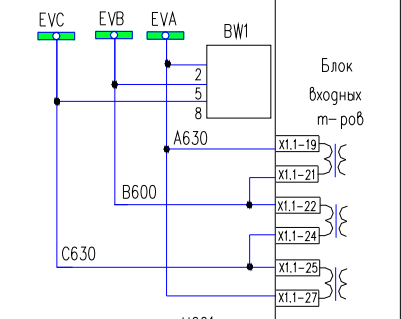 EVC EVB EVA
BW1
2
5
8
Блок
входных
т-ров
A630
X1.1-19
X1.1-21
B600
X1.1-22
X1.1-24
C630
X1.1-25
X1.1-27